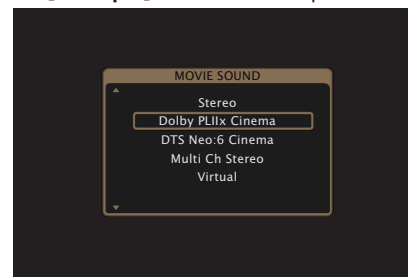 MOVIE SOUND
Stereo
Dolby PLIIx Cinema
DTS Neo:6 Cinema
Multi Ch Stereo
Virtual